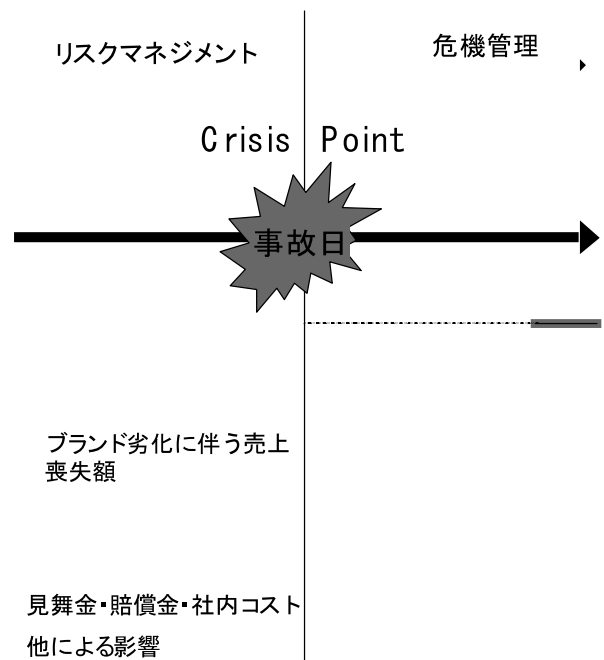 リスクマネジメント
危機管理
Crisis Point
事故日
ブランド劣化に伴う売上
喪失額
見舞金・賠償金・社内コスト
他による影響